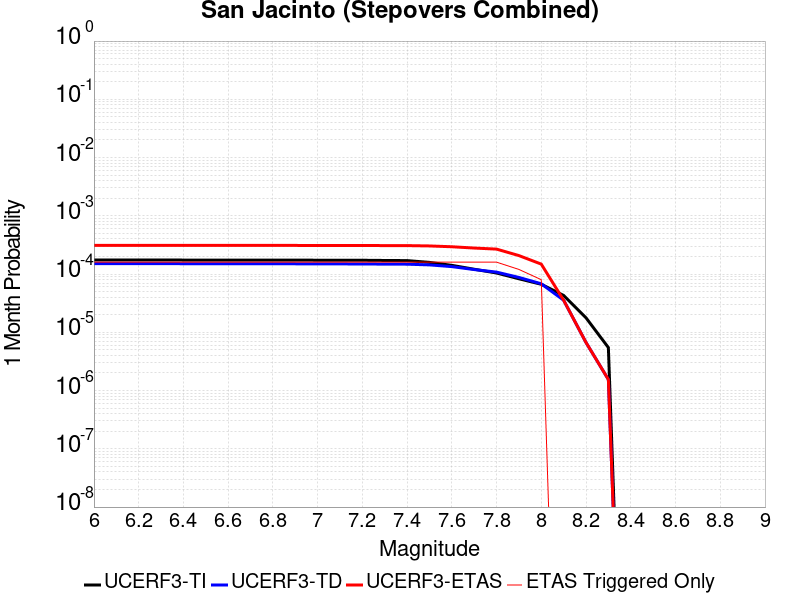 San Jacinto (Stepovers Combined)
10^0
10^-1
10^-2
10^-3
10^-4
10^-5
10^-6
10^-7
10^-8
1 Month Probability
6 6.2 6.4 6.6 6.8 7 7.2 7.4 7.6 7.8 8 8.2 8.4 8.6 8.8 9
Magnitude
UCERF3-TI UCERF3-TD UCERF3-ETAS ETAS Triggered Only